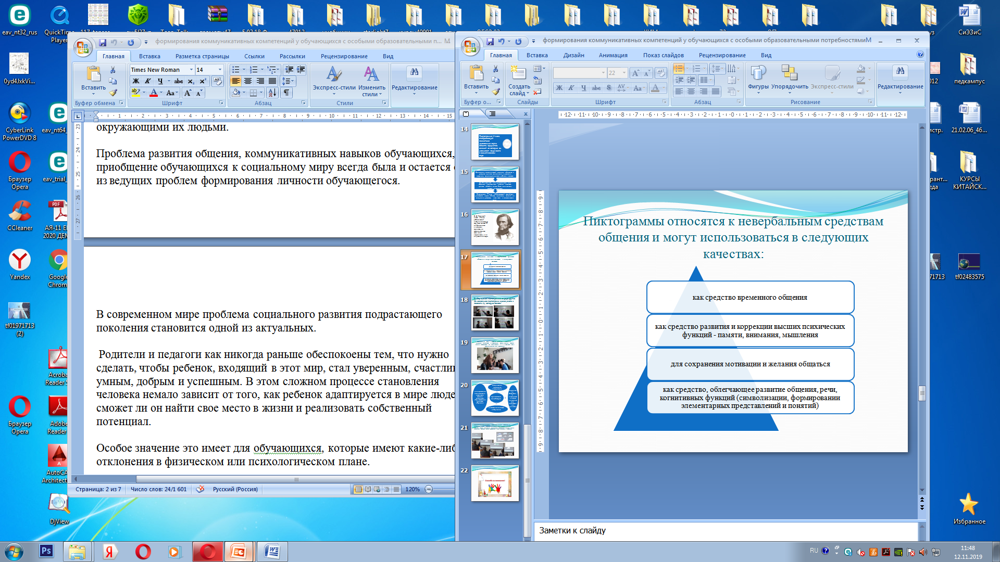 eav_nt32_rus
QuickTime
Player
0yd4JxkVi...
CyberLink
PowerDVD 8
eav_nt64_
Браузер
Opera
eav_trial_
CCleaner
АЯ-11 Е
2020 ДЕМ
Yandex
Google
Chrom
tf01971713
(2)
Acroba
Reader 5
Браузер
Opera
Adobe
Reader
AutoCA
Architect
DjView
СиЭЗиС
педкампус
21.02.06_46...
КУРСЫ
КИТАЙСК...
tf02483575
Избранное
формирования коммуникативных компетенций у обучающихся с особыми образовательными п... М
Главная Вставка Разметка страницы Ссылки Рассылки Рецензирование Вид
Times New Roman 14
Вставить
Экспресс-стили Изменить стили
Редактирование
Буфер обмена Шрифт Абзац Стили
окружающими их людьми.
Проблема развития общения, коммуникативных навыков обучающихся,
приобщение обучающихся к социальному миру всегда была и остается
из ведущих проблем формирования личности обучающегося.
В современном мире проблема социального развития подрастающего
поколения становится одной из актуальных.
Родители и педагоги как никогда раньше обеспокоены тем, что нужно
сделать, чтобы ребенок, входящий в этот мир, стал уверенным, счастли
умным, добрым и успешным. В этом сложном процессе становления
человека немало зависит от того, как ребенок адаптируется в мире люде
сможет ли он найти свое место в жизни и реализовать собственный
потенциал.
Особое значение это имеет для обучающихся, которые имеют какие-либ
отклонения в физическом или психологическом плане.
Страница: 2 из 7 Число слов: 24/1 601 Русский (Россия) 120%
формирования коммуникативных компетенций у обучающихся с особыми образовательными потребностямиМ
Главная Вставка Дизайн Анимация Показ слайдов Рецензирование Вид
22
Вставить
Создать слайд
Фигуры Упорядочить Экспресс-стили
Редактирование
Буфер о... Слайды Шрифт Абзац Рисование
14
15
16
17
18
19
20
21
22
Пиктограммы относятся к невербальным средствам
общения и могут использоваться в следующих
качествах:
как средство временного общения
как средство развития и коррекции высших психических
функций - памяти, внимания, мышления
для сохранения мотивации и желания общаться
как средство, облегчающее развитие общения, речи,
когнитивных функций (символизации, формировании
элементарных представлений и понятий)
Заметки к слайду
RU
11:48
12.11.2019